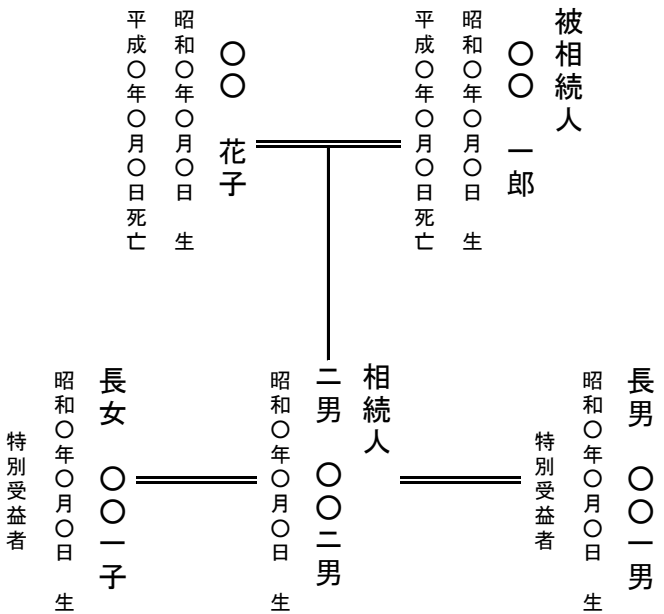 被相続人
〇〇 一郎
昭和〇年〇月〇日 生
平成〇年〇月〇日死亡
〇〇 花子
昭和〇年〇月〇日 生
平成〇年〇月〇日死亡
長男 〇〇一男
昭和〇年〇月〇日 生
特別受益者
相続人
二男 〇〇二男
昭和〇年〇月〇日 生
長女 〇〇一子
昭和〇年〇月〇日 生
特別受益者